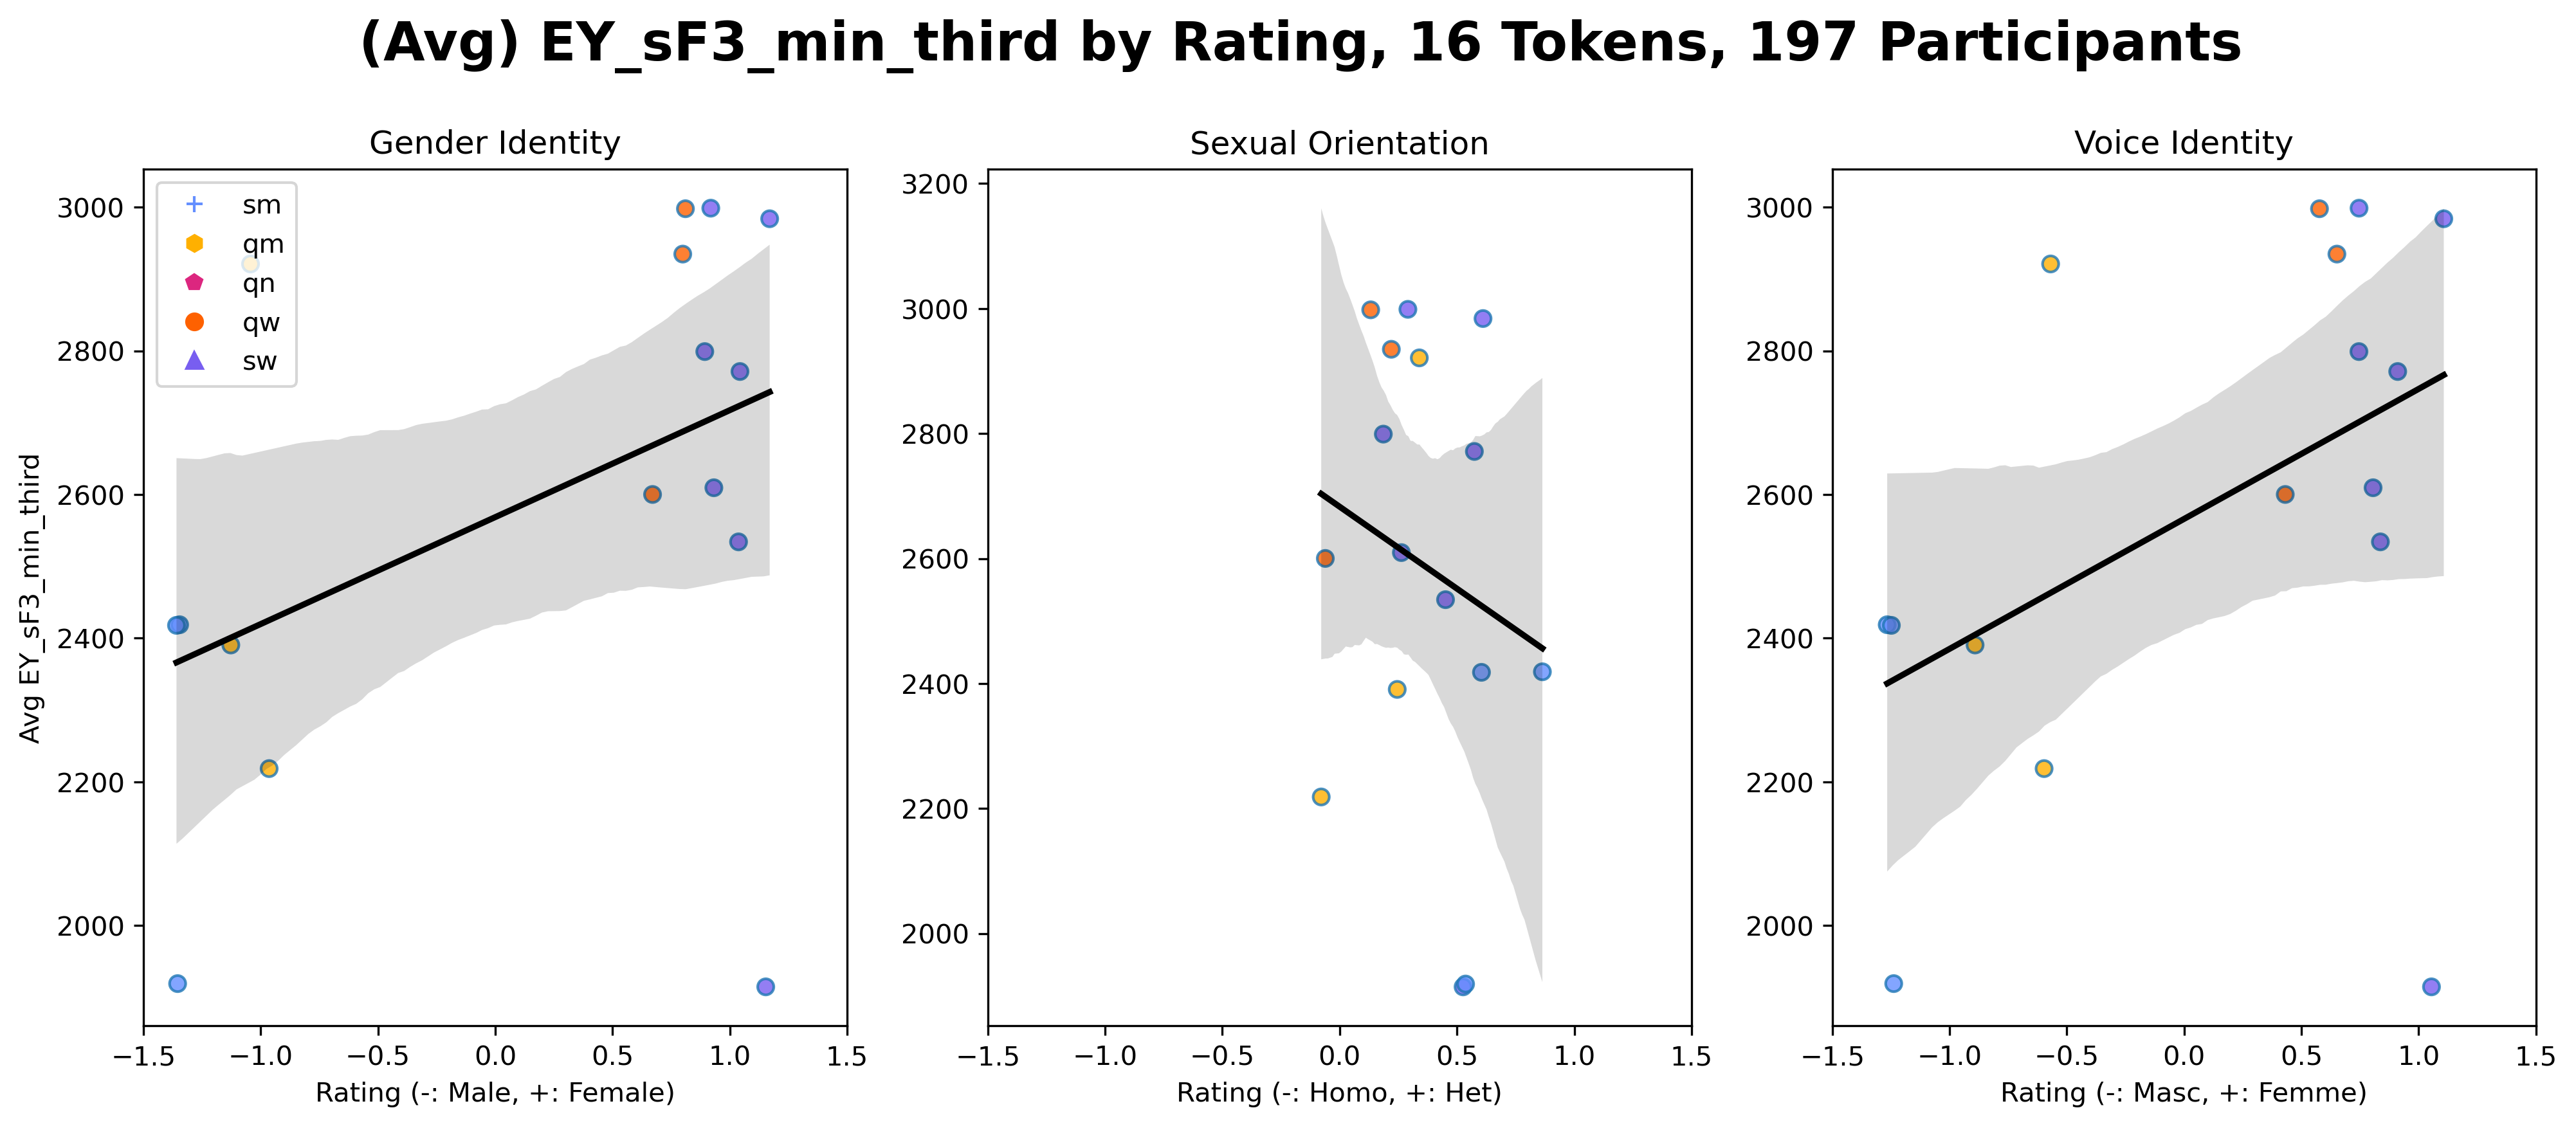 (Avg) EY_sF3_min_third by Rating, 16 Tokens, 197 Participants
Gender Identity
Sexual Orientation
Voice Identity
sm
qm
qn
qw
sw
Avg EY_sF3_min_third
3000
2800
2600
2400
2200
2000
−1.5 −1.0 −0.5 0.0 0.5 1.0 1.5
Rating (-: Male, +: Female)
3200
3000
2800
2600
2400
2200
2000
−1.5 −1.0 −0.5 0.0 0.5 1.0 1.5
Rating (-: Homo, +: Het)
3000
2800
2600
2400
2200
2000
−1.5 −1.0 −0.5 0.0 0.5 1.0 1.5
Rating (-: Masc, +: Femme)